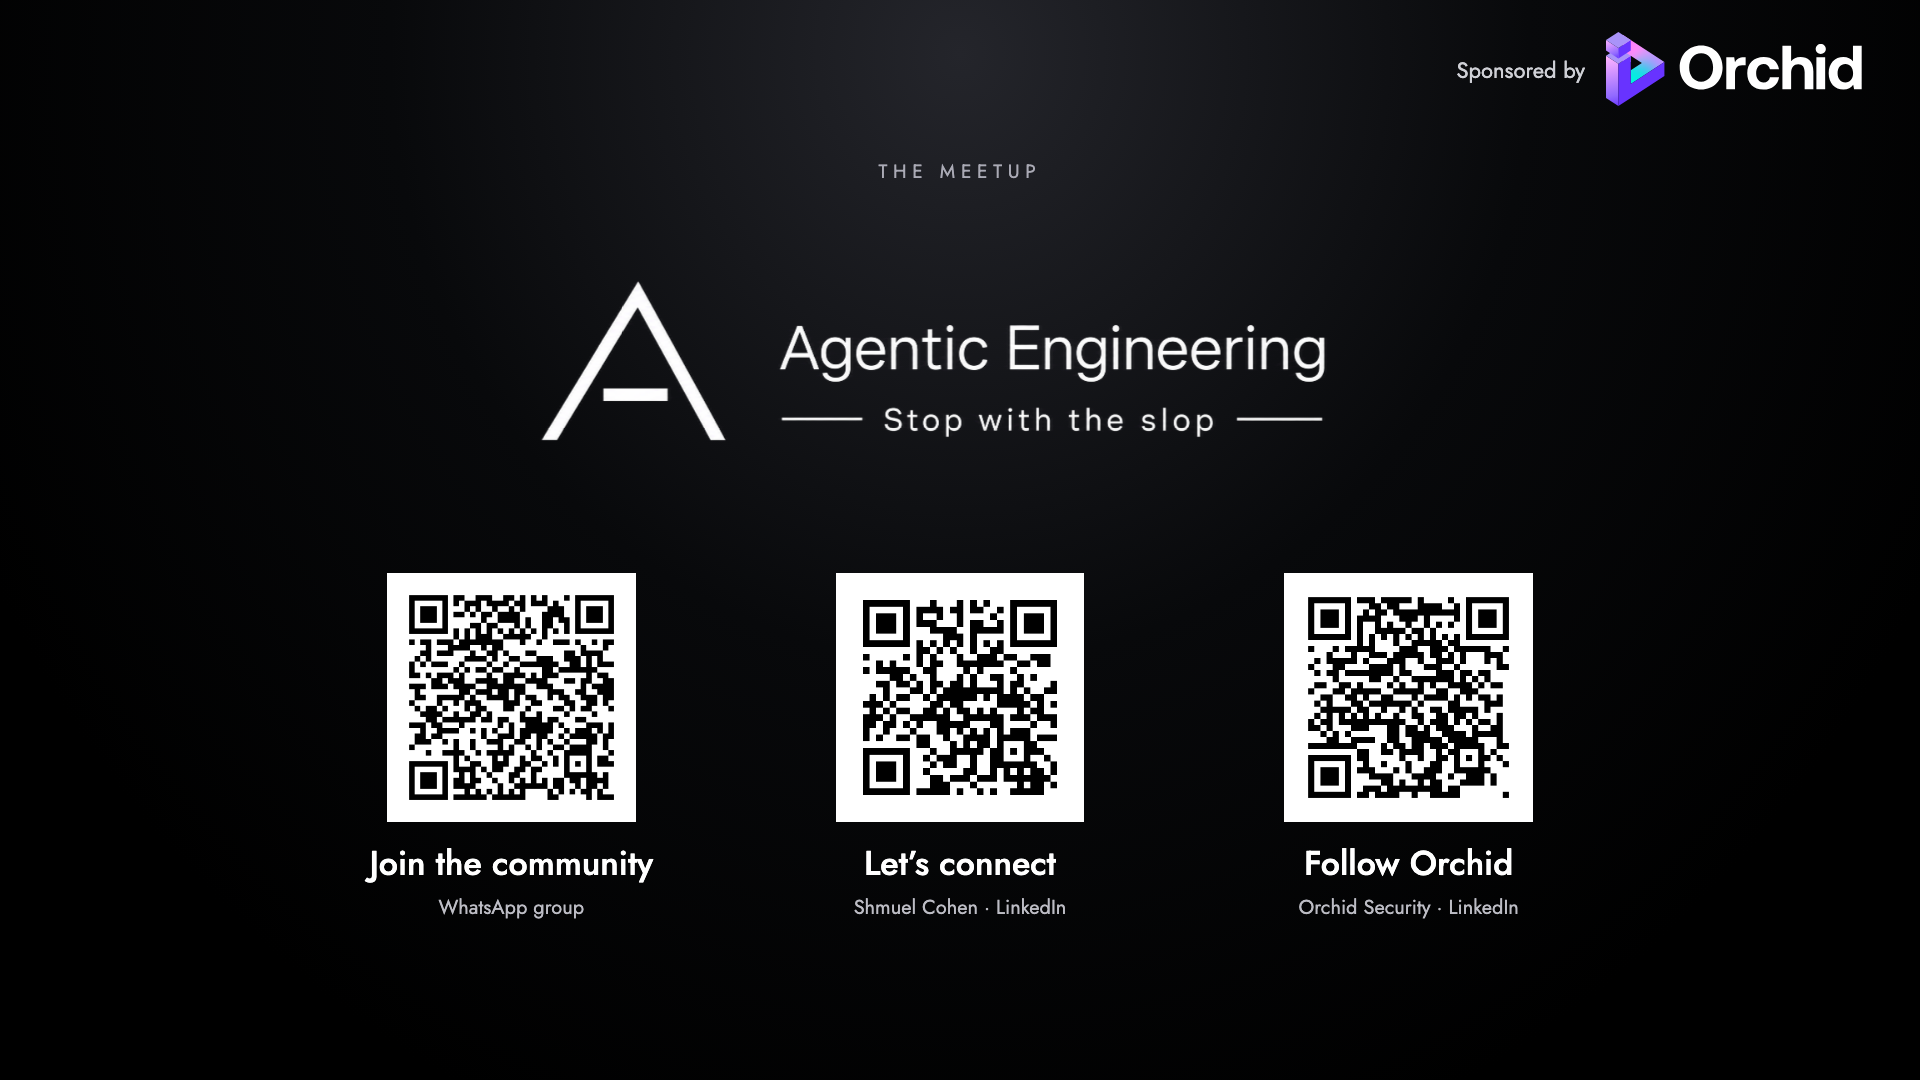 Sponsored by Orchid
THE MEETUP
Agentic Engineering
Stop with the slop
Join the community
WhatsApp group
Let's connect
Shmuel Cohen · LinkedIn
Follow Orchid
Orchid Security · LinkedIn